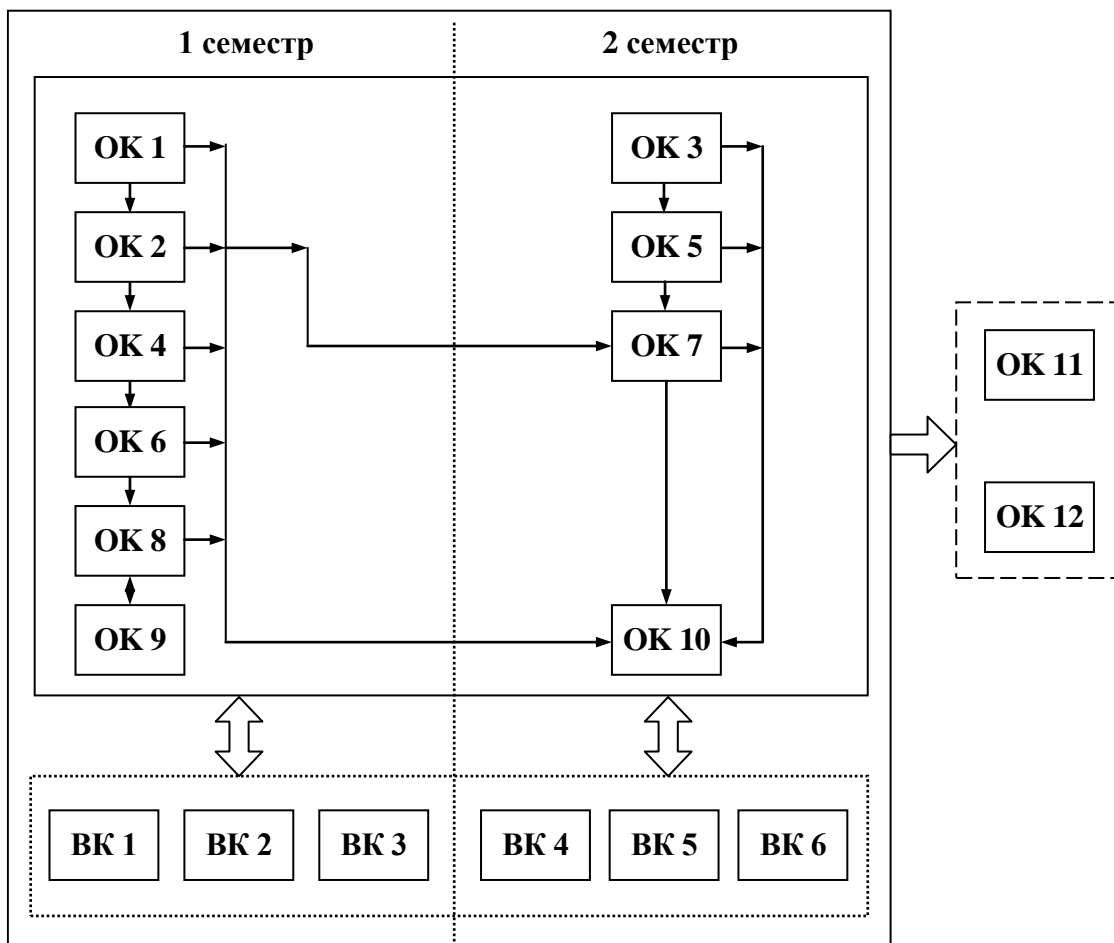 1 семестр
2 семестр
ОК 1
ОК 3
ОК 2
ОК 5
ОК 4
ОК 7
ОК 11
ОК 6
ОК 8
ОК 12
ОК 9
ОК 10
ВК 1
ВК 2
ВК 3
ВК 4
ВК 5
ВК 6